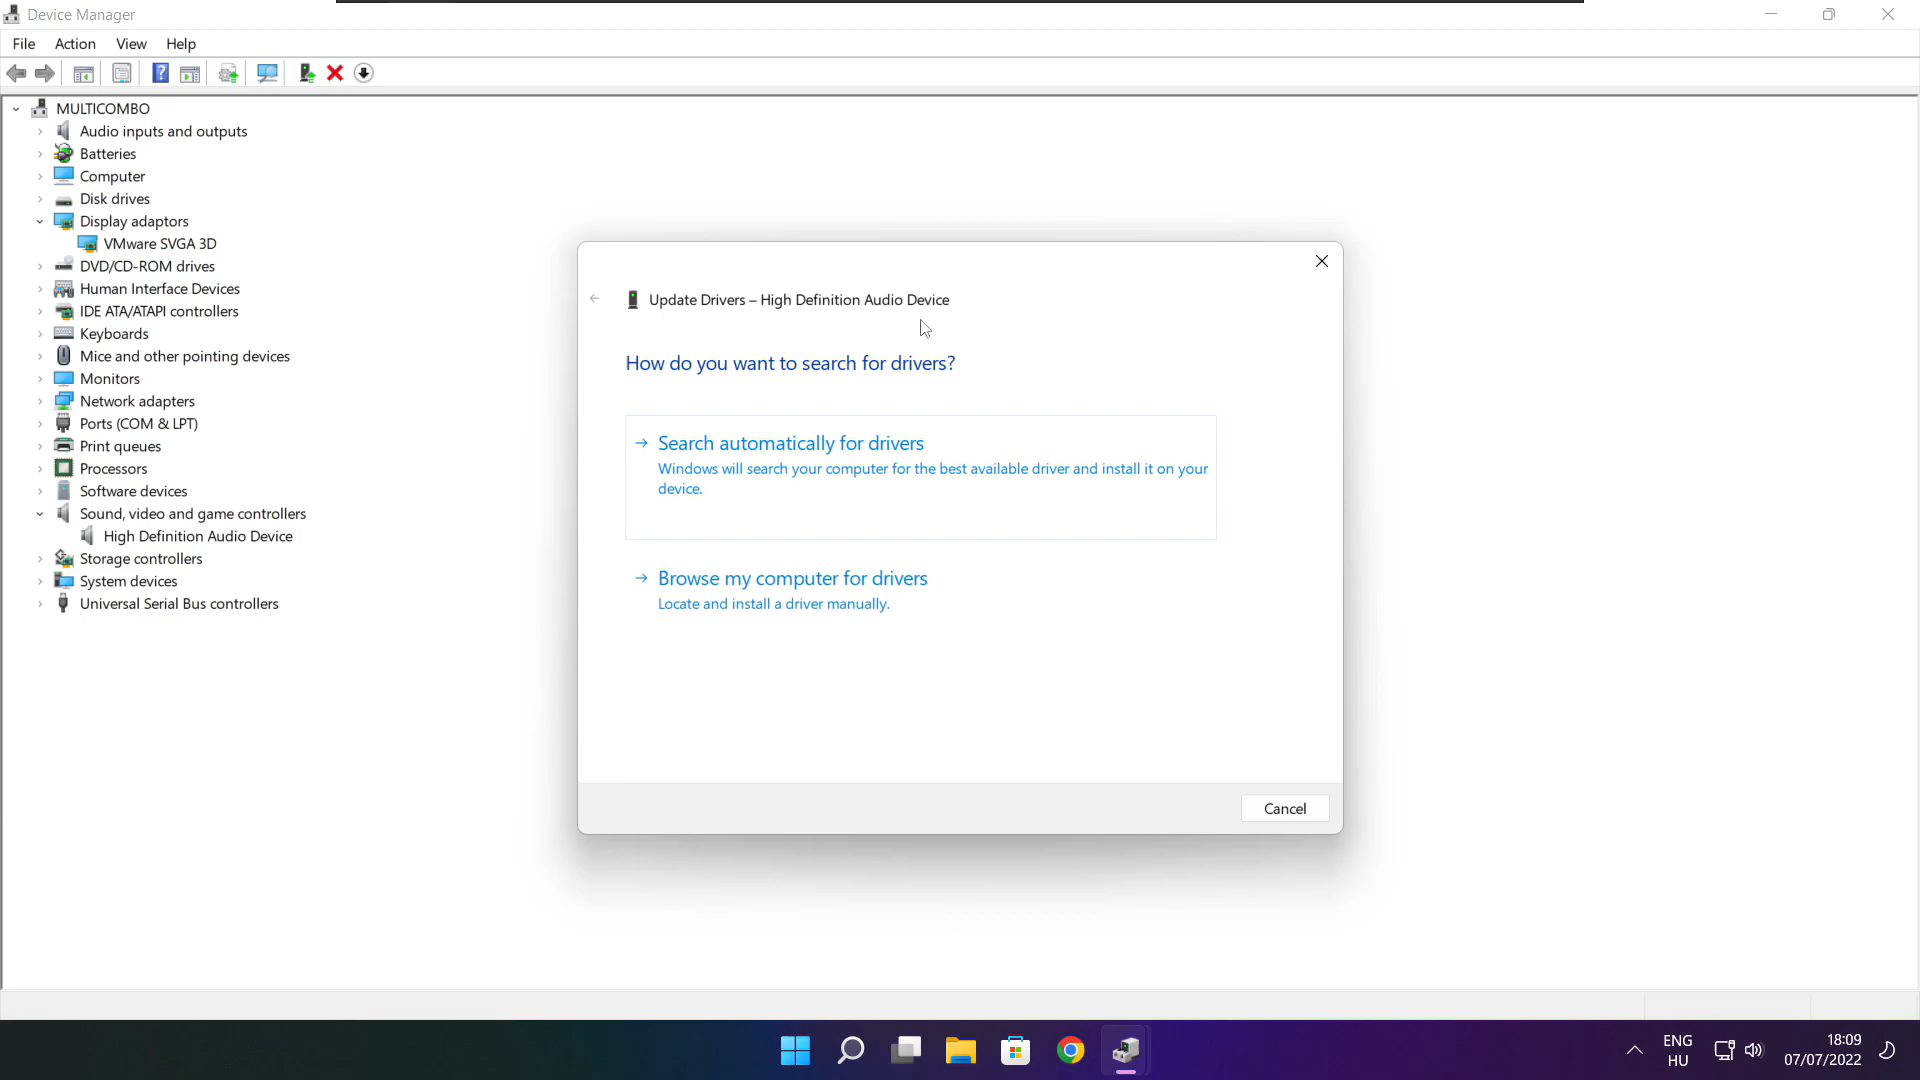 Device Manager
File Action View Help
MULTICOMBO
Audio inputs and outputs
Batteries
Computer
Disk drives
Display adaptors
VMware SVGA 3D
DVD/CD-ROM drives
Human Interface Devices
IDE ATA/ATAPI controllers
Keyboards
Mice and other pointing devices
Monitors
Network adapters
Ports (COM & LPT)
Print queues
Processors
Software devices
Sound, video and game controllers
High Definition Audio Device
Storage controllers
System devices
Universal Serial Bus controllers
Update Drivers – High Definition Audio Device
How do you want to search for drivers?
Search automatically for drivers
Windows will search your computer for the best available driver and install it on your
device.
Browse my computer for drivers
Locate and install a driver manually.
Cancel
ENG
HU
18:09
07/07/2022